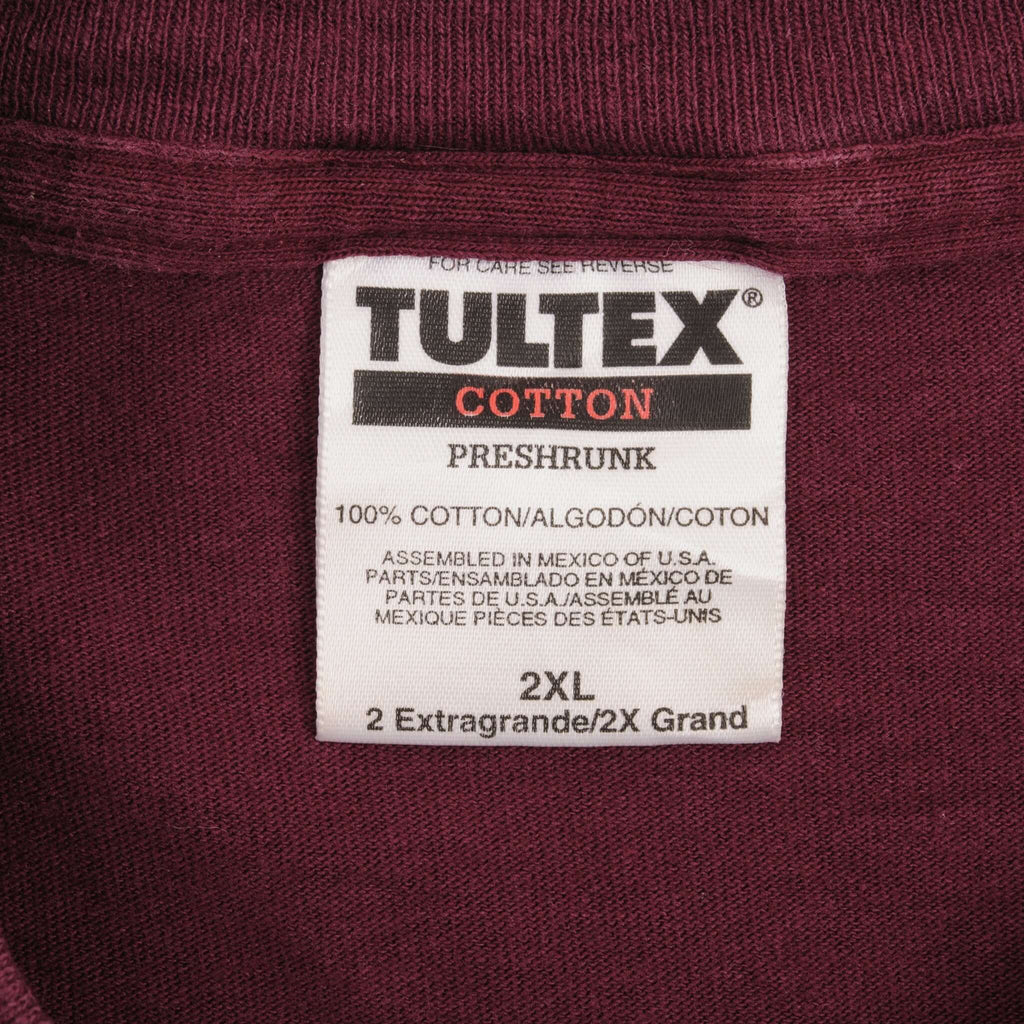 FOR CARE SEE REVERSE
TULTEX®
COTTON
PRESHRUNK
100% COTTON/ALGODÓN/COTON
ASSEMBLED IN MEXICO OF U.S.A.
PARTS/ENSAMBLADO EN MÉXICO DE
PARTES DE U.S.A./ASSEMBLÉ AU
MEXIQUE PIÈCES DES ÉTATS-UNIS
2XL
2 Extragrande/2X Grand